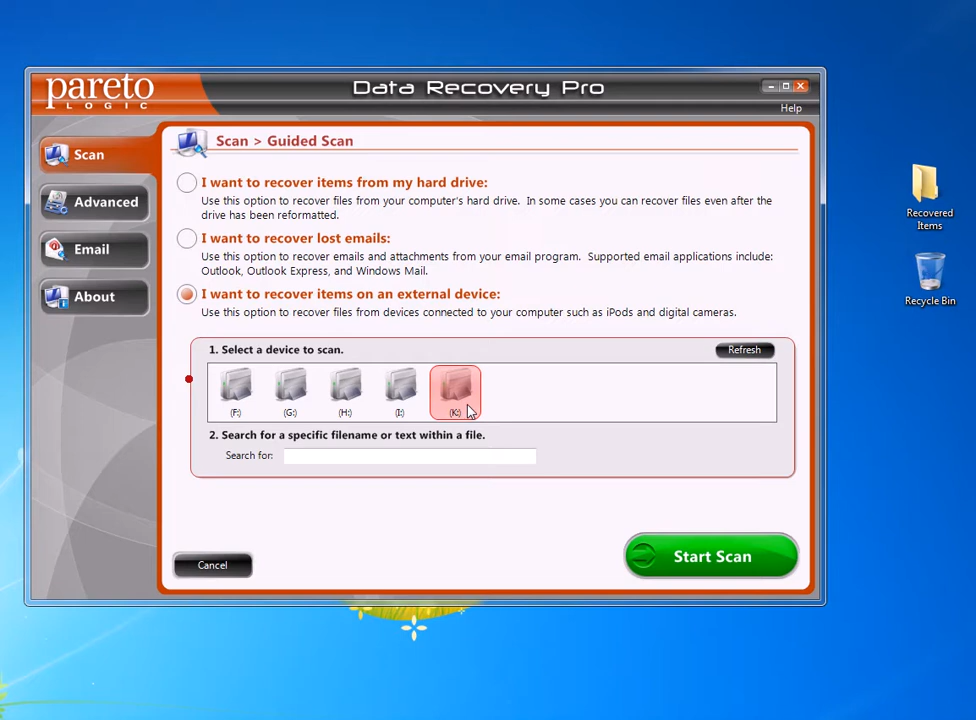 pareto
LOGIC
Data Recovery Pro
Help
Scan
Advanced
Email
About
Scan > Guided Scan
I want to recover items from my hard drive:
Use this option to recover files from your computer's hard drive. In some cases you can recover files even after the
drive has been reformatted.
I want to recover lost emails:
Use this option to recover emails and attachments from your email program. Supported email applications include:
Outlook, Outlook Express, and Windows Mail.
I want to recover items on an external device:
Use this option to recover files from devices connected to your computer such as iPods and digital cameras.
1. Select a device to scan.
Refresh
(F:) (G:) (H:) (I:) (K:)
2. Search for a specific filename or text within a file.
Search for:
Cancel
Start Scan
Recovered
Items
Recycle Bin